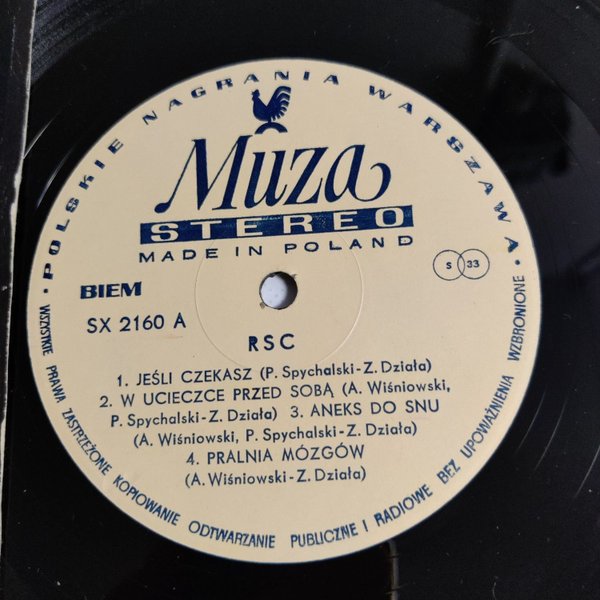 • POLSKIE NAGRANIA WARSZAWA •
Muza
STEREO
MADE IN POLAND
BIEM
S 33
SX 2160 A
RSC
1. JEŚLI CZEKASZ (P. Spychalski-Z. Działa)
2. W UCIECZCE PRZED SOBĄ (A. Wiśniowski,
P. Spychalski-Z. Działa) 3. ANEKS DO SNU
(A. Wiśniowski, P. Spychalski-Z. Działa)
4. PRALNIA MÓZGÓW
(A. Wiśniowski-Z. Działa)
WSZYSTKIE PRAWA ZASTRZEŻONE KOPIOWANIE ODTWARZANIE PUBLICZNE I RADIOWE BEZ UPOWAŻNIENIA WZBRONIONE